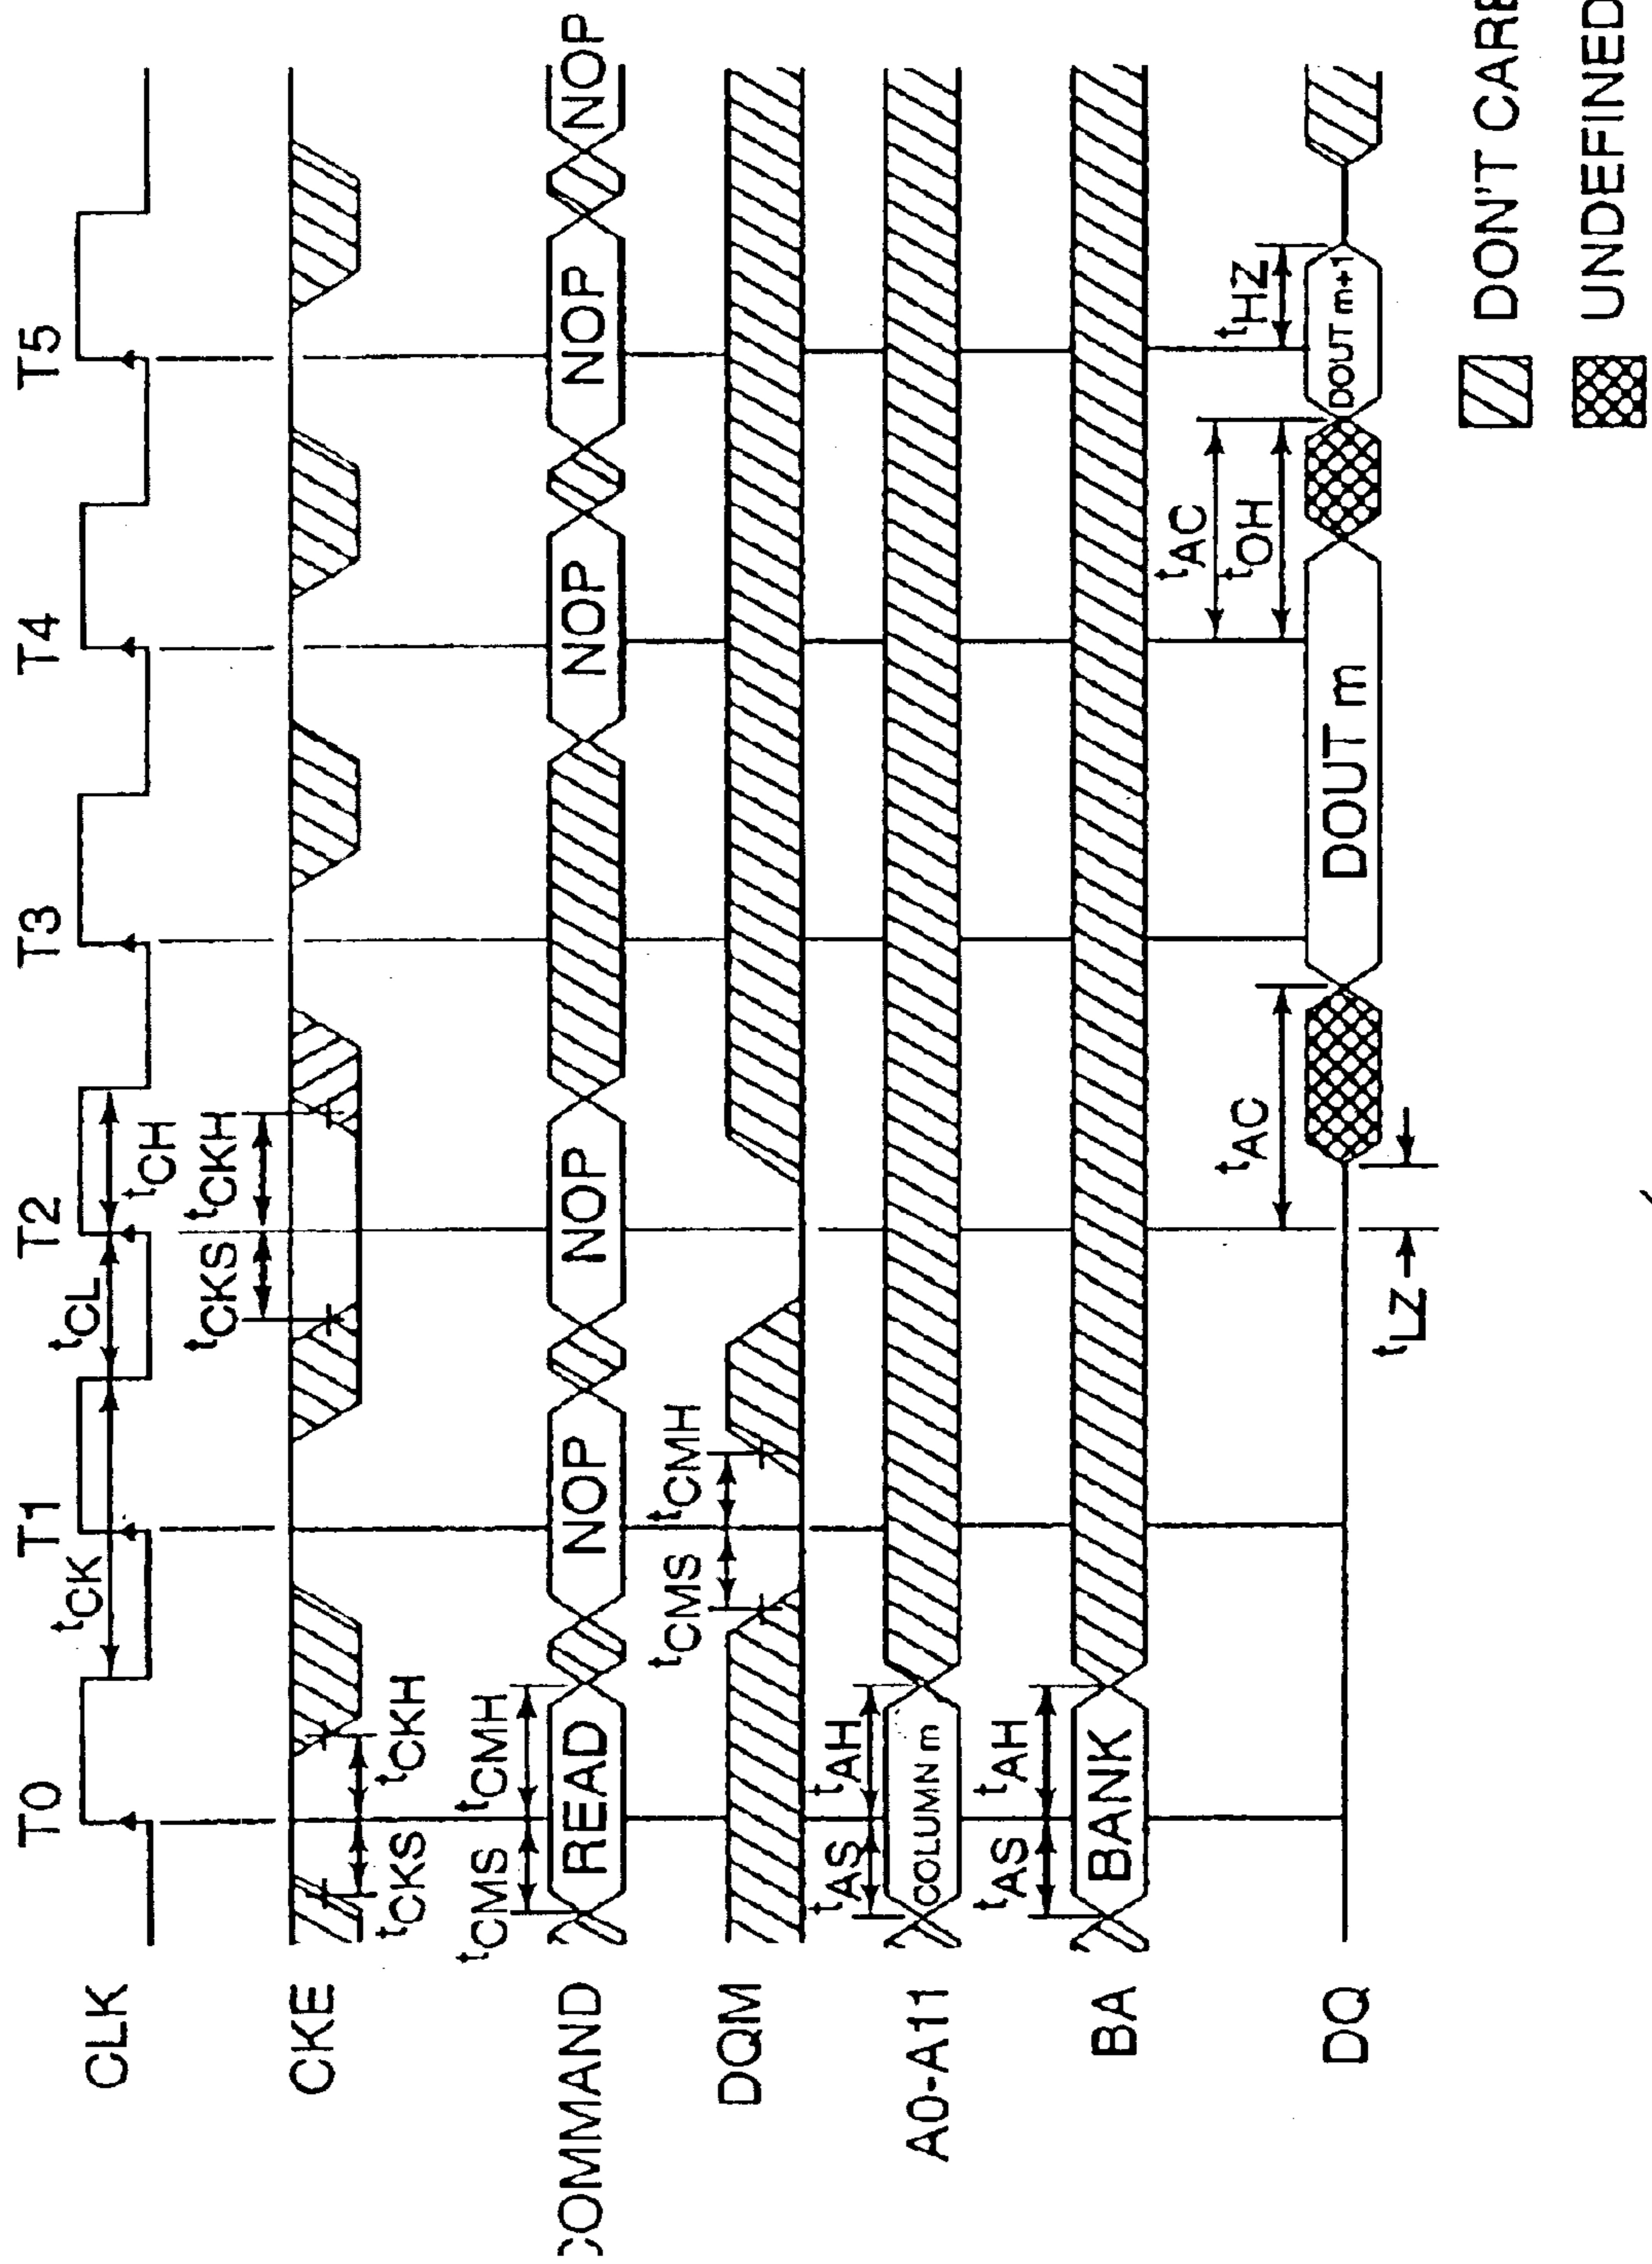 T0 T1 T2 T3 T4 T5
CLK
tCK tCL tCH
CKE
tCKS tCKH tCKS tCKH
tCMS tCMH
COMMAND READ NOP NOP NOP NOP NOP
tCMS tCMH
DQM
tAS tAH
A0-A11 COLUMN m
tAS tAH
BA BANK
tAC tAC
tOH tHZ
DQ DOUT m DOUT m+1
tLZ
DON'T CARE
UNDEFINED